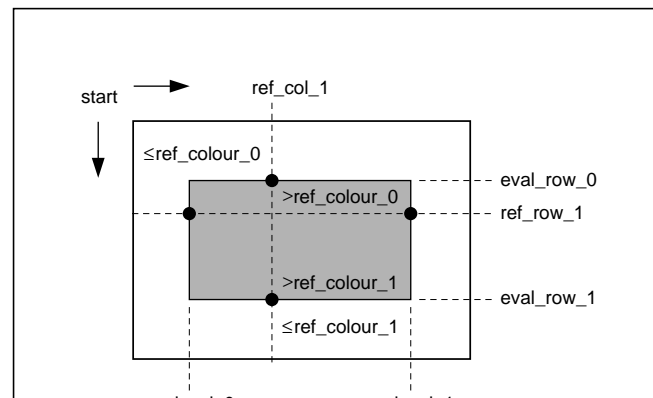 ref_col_1
start
≤ref_colour_0
eval_row_0
>ref_colour_0
ref_row_1
>ref_colour_1
eval_row_1
≤ref_colour_1